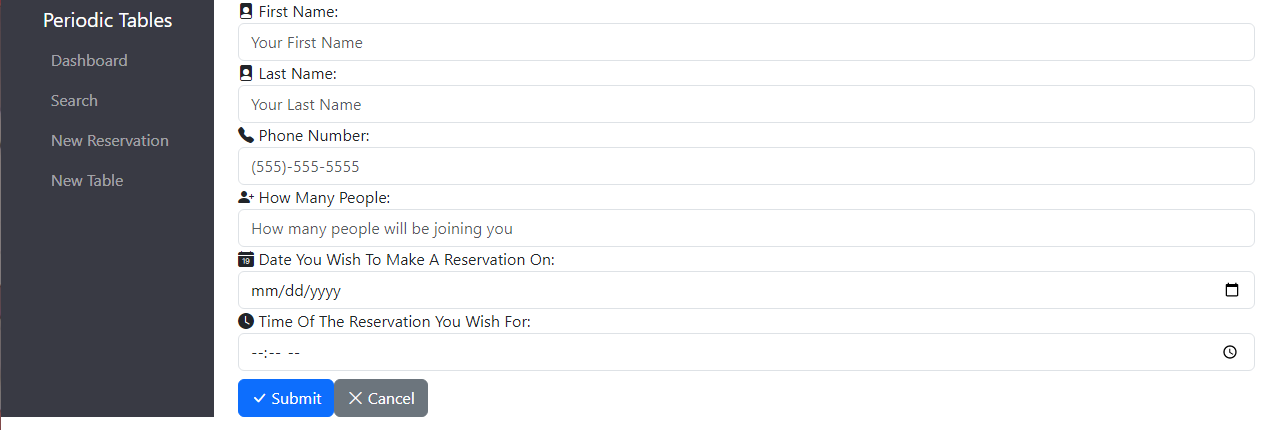 Periodic Tables
Dashboard
Search
New Reservation
New Table
First Name:
Your First Name
Last Name:
Your Last Name
Phone Number:
(555)-555-5555
How Many People:
How many people will be joining you
19 Date You Wish To Make A Reservation On:
mm/dd/yyyy
Time Of The Reservation You Wish For:
--:-- --
Submit Cancel